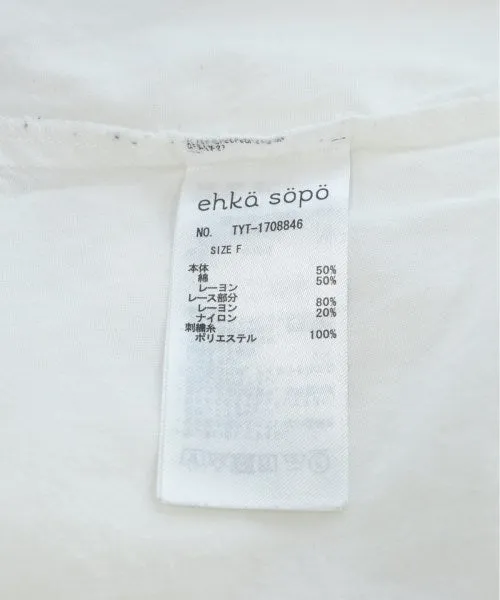 ehkä söpö
NO. TYT-1708846
SIZE F
本体 50%
綿 50%
レーヨン
レース部分 80%
レーヨン 20%
ナイロン
刺繍糸 100%
ポリエステル